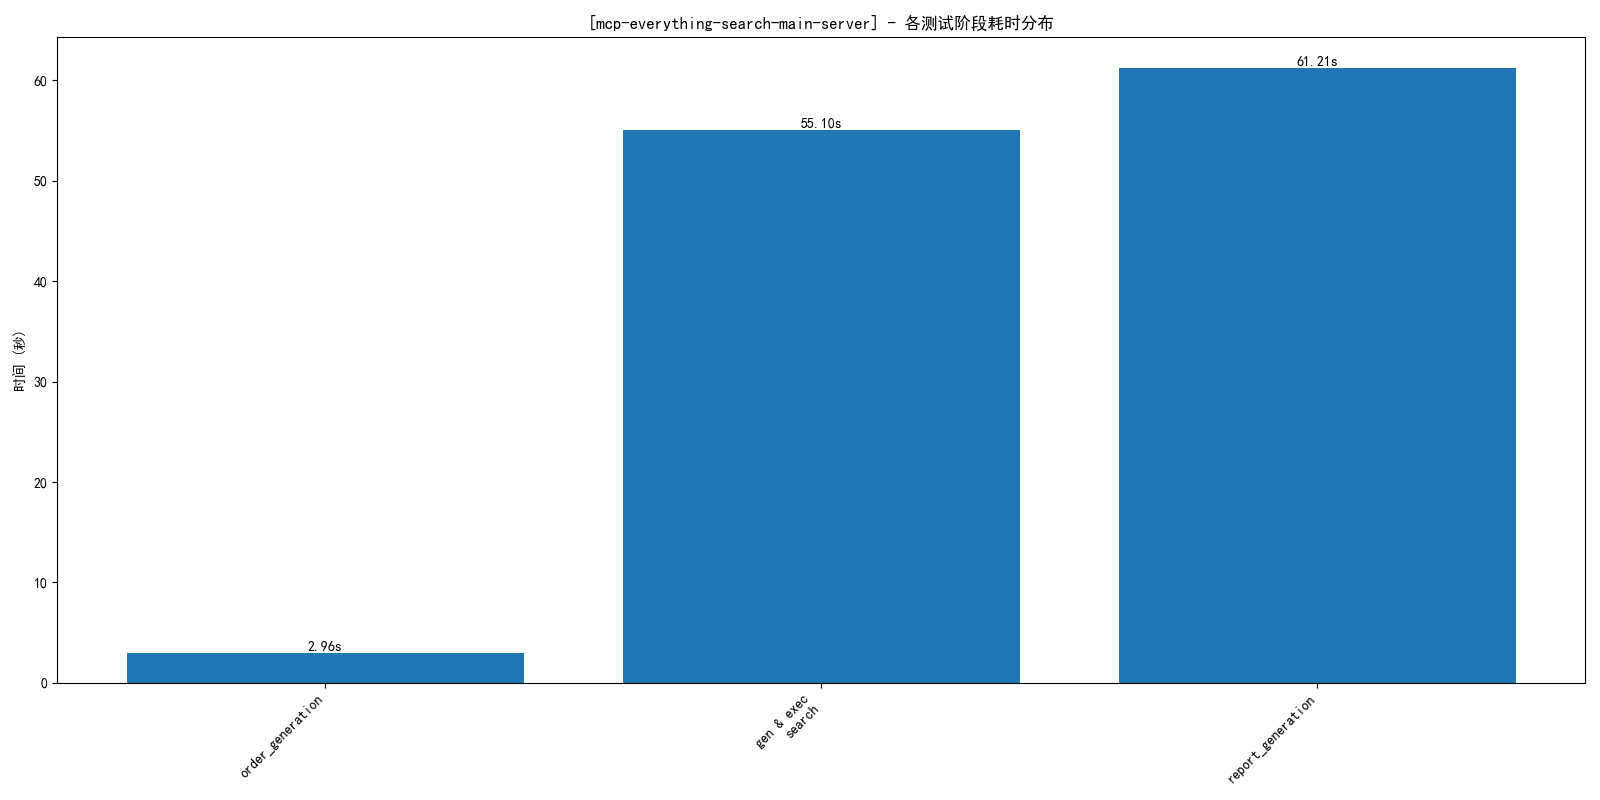 [mcp-everything-search-main-server] - 各测试阶段耗时分布
时间 (秒)
60
50
40
30
20
10
0
2.96s
55.10s
61.21s
order_generation
gen & exec
search
report_generation